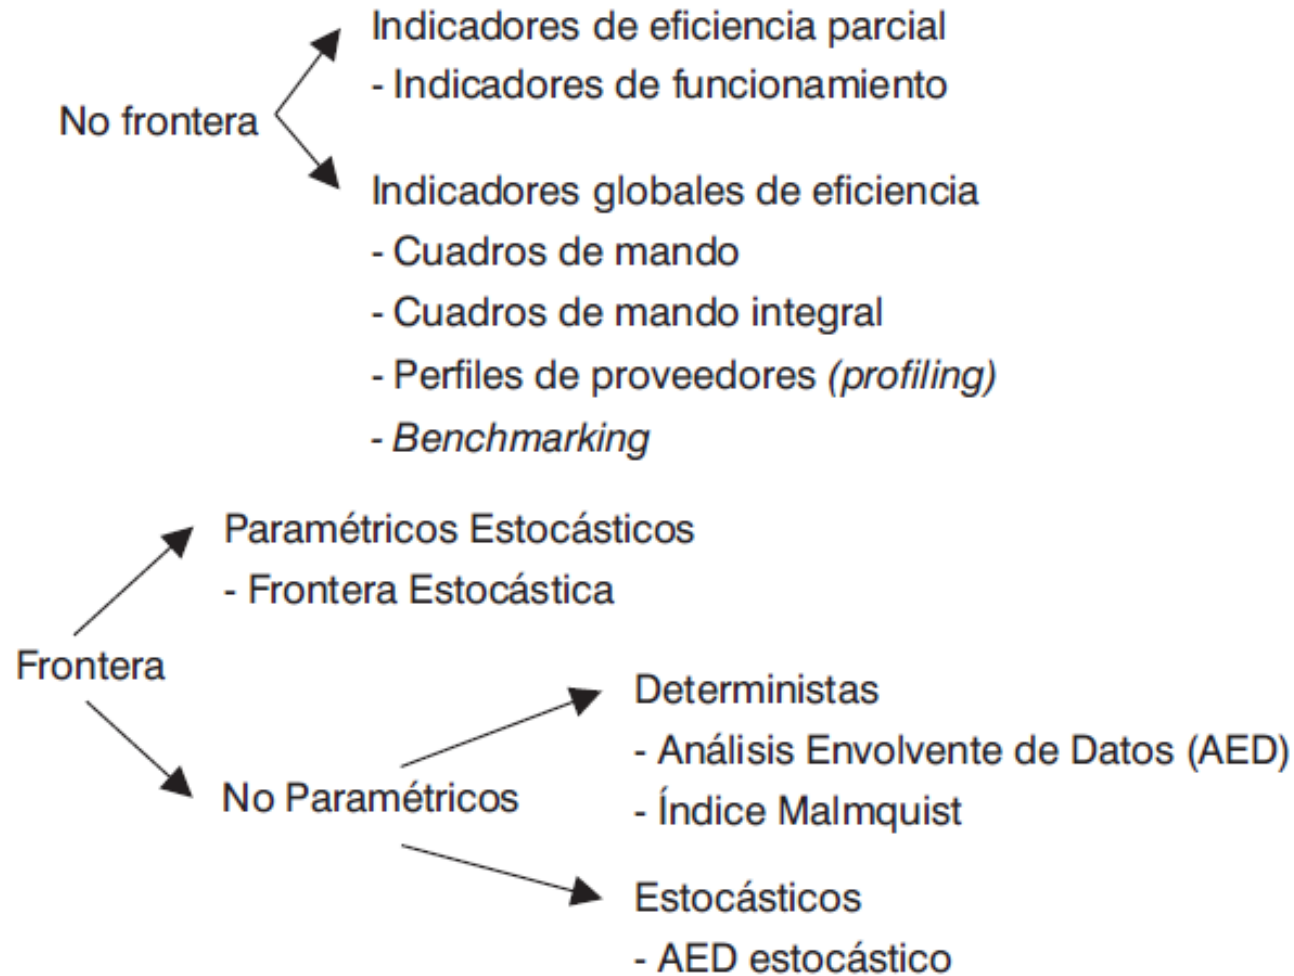 Indicadores de eficiencia parcial
- Indicadores de funcionamiento
No frontera
Indicadores globales de eficiencia
- Cuadros de mando
- Cuadros de mando integral
- Perfiles de proveedores (profiling)
- Benchmarking
Paramétricos Estocásticos
- Frontera Estocástica
Frontera
Deterministas
- Análisis Envolvente de Datos (AED)
No Paramétricos
- Índice Malmquist
Estocásticos
- AED estocástico